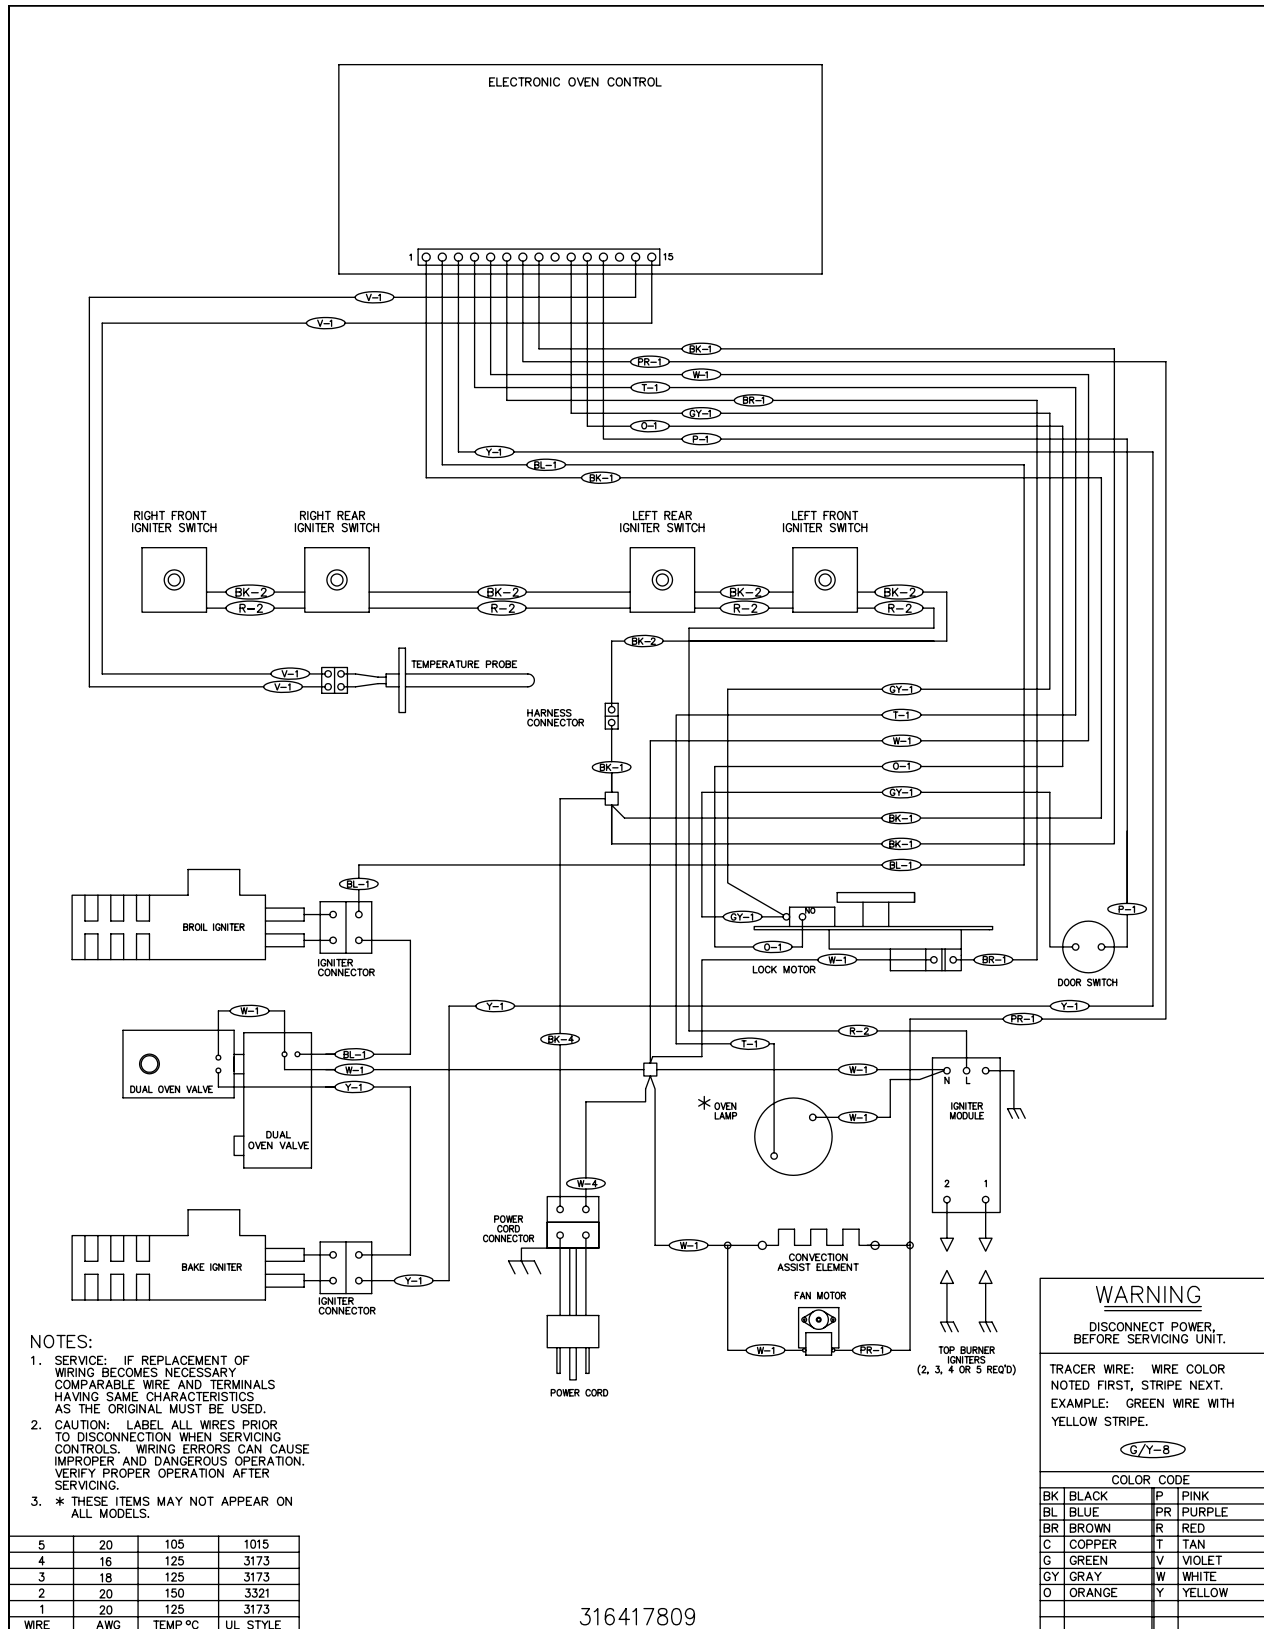 ELECTRONIC OVEN CONTROL
1 15
V-1
V-1
BK-1
PR-1
W-1
T-1
BR-1
GY-1
O-1
P-1
Y-1
BL-1
BK-1
RIGHT FRONT
IGNITER SWITCH
RIGHT REAR
IGNITER SWITCH
LEFT REAR
IGNITER SWITCH
LEFT FRONT
IGNITER SWITCH
BK-2 BK-2 BK-2 BK-2
R-2 R-2 R-2 R-2
BK-2
TEMPERATURE PROBE
V-1
V-1
GY-1
HARNESS
CONNECTOR
T-1
W-1
BK-1
O-1
GY-1
BK-1
BK-1
BL-1
BL-1
BROIL IGNITER
IGNITER
CONNECTOR
NO
GY-1
P-1
O-1
LOCK MOTOR
W-1
BR-1
DOOR SWITCH
Y-1
Y-1
W-1
PR-1
BK-4
R-2
T-1
BL-1
W-1
Y-1
DUAL OVEN VALVE
DUAL
OVEN VALVE
W-1
N L
* OVEN
LAMP
W-1
IGNITER
MODULE
2 1
W-4
POWER
CORD
CONNECTOR
W-1
CONVECTION
ASSIST ELEMENT
BAKE IGNITER
Y-1
IGNITER
CONNECTOR
FAN MOTOR
W-1
PR-1
TOP BURNER
IGNITERS
(2, 3, 4 OR 5 REQ'D)
POWER CORD
NOTES:
1. SERVICE: IF REPLACEMENT OF
WIRING BECOMES NECESSARY
COMPARABLE WIRE AND TERMINALS
HAVING SAME CHARACTERISTICS
AS THE ORIGINAL MUST BE USED.
2. CAUTION: LABEL ALL WIRES PRIOR
TO DISCONNECTION WHEN SERVICING
CONTROLS. WIRING ERRORS CAN CAUSE
IMPROPER AND DANGEROUS OPERATION.
VERIFY PROPER OPERATION AFTER
SERVICING.
3. * THESE ITEMS MAY NOT APPEAR ON
ALL MODELS.
5 20 105 1015
4 16 125 3173
3 18 125 3173
2 20 150 3321
1 20 125 3173
WIRE AWG TEMP °C UL STYLE
316417809
WARNING
DISCONNECT POWER,
BEFORE SERVICING UNIT.
TRACER WIRE: WIRE COLOR
NOTED FIRST, STRIPE NEXT.
EXAMPLE: GREEN WIRE WITH
YELLOW STRIPE.
G/Y-8
COLOR CODE
BK BLACK P PINK
BL BLUE PR PURPLE
BR BROWN R RED
C COPPER T TAN
G GREEN V VIOLET
GY GRAY W WHITE
O ORANGE Y YELLOW